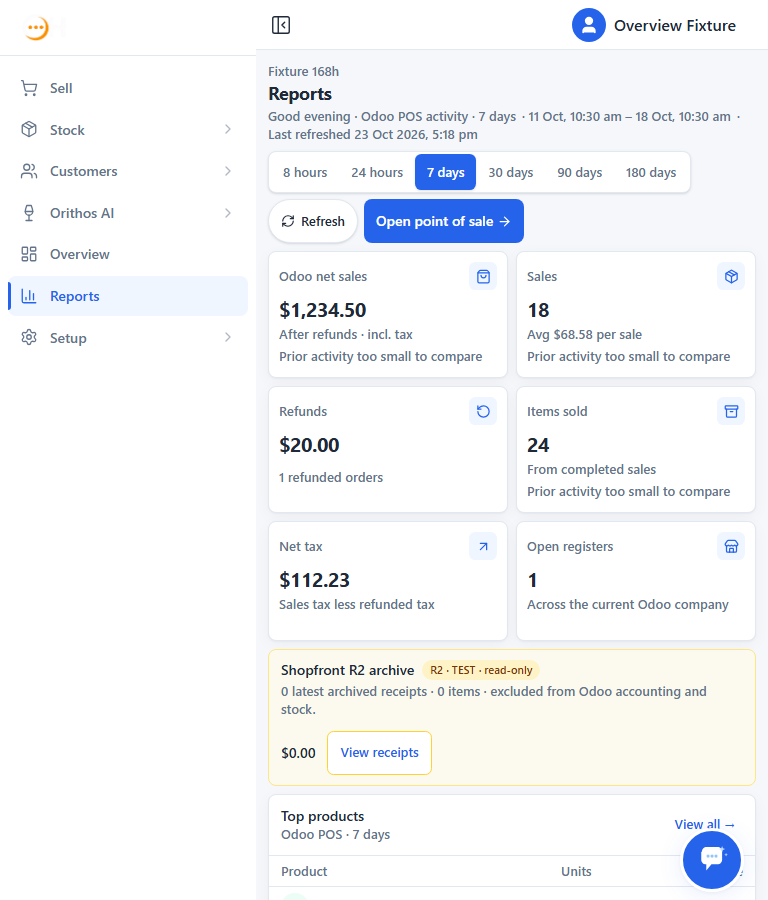 Overview Fixture
Sell
Stock
Customers
Orithos AI
Overview
Reports
Setup
Fixture 168h
Reports
Good evening · Odoo POS activity · 7 days · 11 Oct, 10:30 am – 18 Oct, 10:30 am ·
Last refreshed 23 Oct 2026, 5:18 pm
8 hours 24 hours 7 days 30 days 90 days 180 days
Refresh Open point of sale →
Odoo net sales
$1,234.50
After refunds · incl. tax
Prior activity too small to compare
Sales
18
Avg $68.58 per sale
Prior activity too small to compare
Refunds
$20.00
1 refunded orders
Items sold
24
From completed sales
Prior activity too small to compare
Net tax
$112.23
Sales tax less refunded tax
Open registers
1
Across the current Odoo company
Shopfront R2 archive R2 · TEST · read-only
0 latest archived receipts · 0 items · excluded from Odoo accounting and
stock.
$0.00 View receipts
Top products
Odoo POS · 7 days
View all →
Product Units